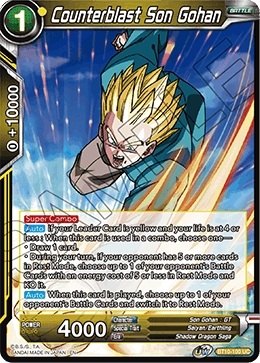 1
BATTLE
Counterblast Son Gohan
+10000
Super Combo
Auto If your Leader Card is yellow and your life is at 4 or
less : When this card is used in a combo, choose one—
・Draw 1 card.
・During your turn, if your opponent has 5 or more cards
in Rest Mode, choose up to 1 of your opponent's Battle
Cards with an energy cost of 5 or less in Rest Mode and
KO it.
Auto When this card is played, choose up to 1 of your
opponent's Battle Cards and switch it to Rest Mode.
POWER
4000
Character Son Gohan : GT
Special Trait Saiyan/Earthling
Era Shadow Dragon Saga
©B.S./S., T.A.
©BANDAI MADE IN JAPAN
BT10-100 UC